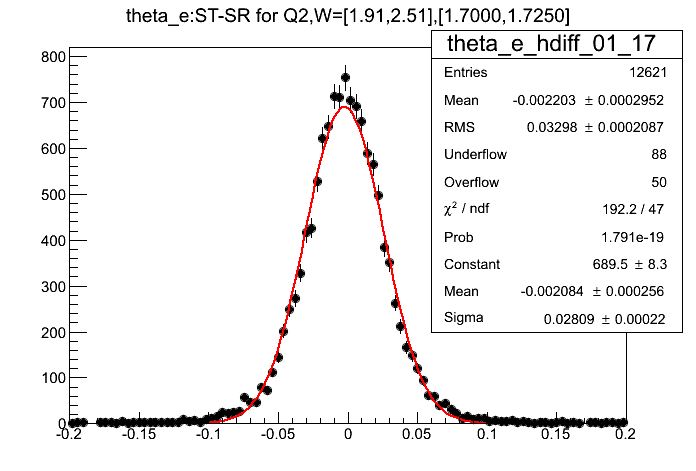 theta_e:ST-SR for Q2,W=[1.91,2.51],[1.7000,1.7250]
theta_e_hdiff_01_17
Entries 12621
Mean -0.002203 ± 0.0002952
RMS 0.03298 ± 0.0002087
Underflow 88
Overflow 50
χ² / ndf 192.2 / 47
Prob 1.791e-19
Constant 689.5 ± 8.3
Mean -0.002084 ± 0.000256
Sigma 0.02809 ± 0.00022
800
700
600
500
400
300
200
100
0
-0.2 -0.15 -0.1 -0.05 0 0.05 0.1 0.15 0.2